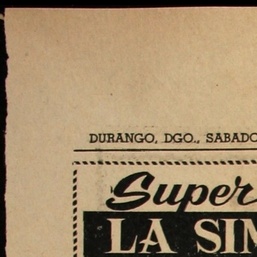 DURANGO, DGO., SABADO
Super
LA SIM